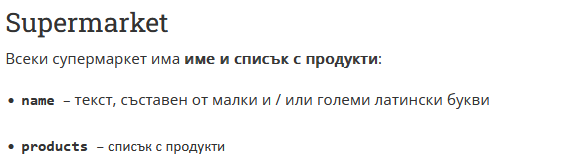 Supermarket
Всеки супермаркет има име и списък с продукти:
• name – текст, съставен от малки и / или големи латински букви
• products – списък с продукти